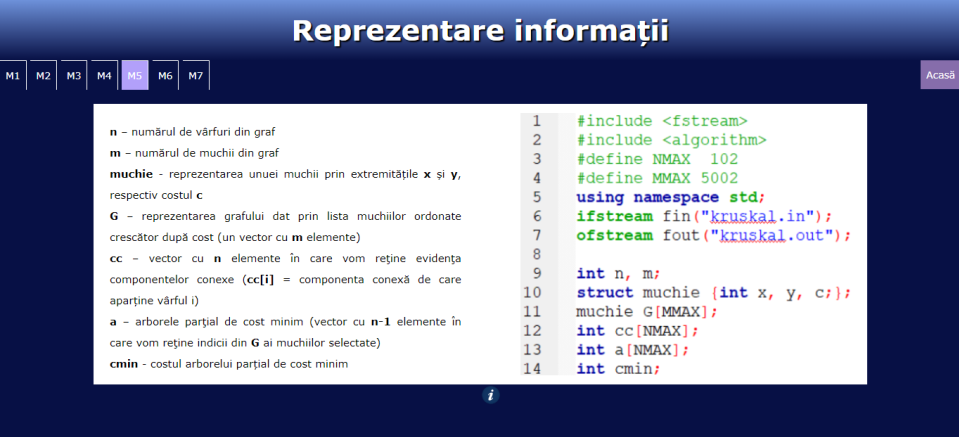 Reprezentare informații
M1 M2 M3 M4 M5 M6 M7 Acasă
n – numărul de vârfuri din graf
m – numărul de muchii din graf
muchie - reprezentarea unuei muchii prin extremitățile x și y,
respectiv costul c
G – reprezentarea grafului dat prin lista muchiilor ordonate
crescător după cost (un vector cu m elemente)
cc – vector cu n elemente în care vom reţine evidenţa
componentelor conexe (cc[i] = componenta conexă de care
aparține vârful i)
a – arborele parţial de cost minim (vector cu n-1 elemente în
care vom reţine indicii din G ai muchiilor selectate)
cmin - costul arborelui parțial de cost minim
1 #include <fstream>
2 #include <algorithm>
3 #define NMAX  102
4 #define MMAX 5002
5 using namespace std;
6 ifstream fin("kruskal.in");
7 ofstream fout("kruskal.out");
8
9 int n, m;
10 struct muchie {int x, y, c;};
11 muchie G[MMAX];
12 int cc[NMAX];
13 int a[NMAX];
14 int cmin;
i